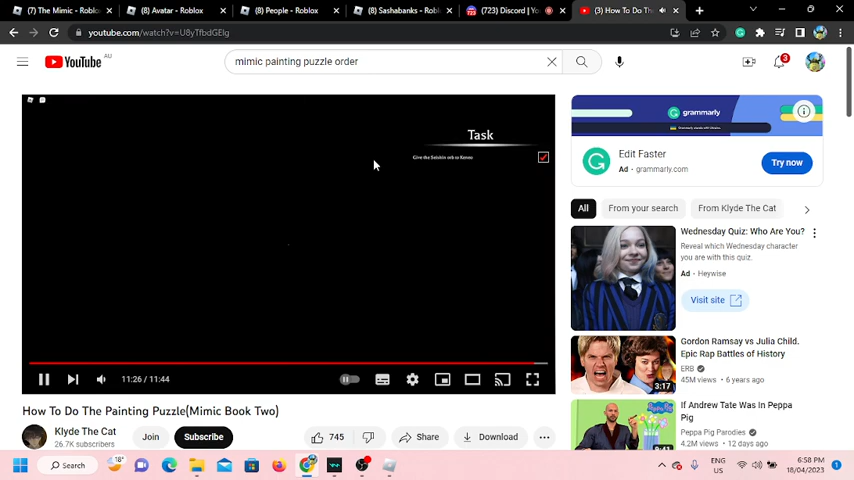 (7) The Mimic - Roblo
(8) Avatar - Roblox
(8) People - Roblox
(8) Sashabanks - Robl
(723) Discord | Yo
(3) How To Do Th
youtube.com/watch?v=U8yTfbdGElg
YouTube AU
mimic painting puzzle order
3
Task
Give the Seishin orb to Xenno
11:26 / 11:44
How To Do The Painting Puzzle(Mimic Book Two)
Klyde The Cat
26.7K subscribers
Join
Subscribe
745
Share
Download
grammarly
Edit Faster
Ad · grammarly.com
Try now
All
From your search
From Klyde The Cat
Wednesday Quiz: Who Are You?
Reveal which Wednesday character
you are with this quiz.
Ad · Heywise
Visit site
Gordon Ramsay vs Julia Child.
Epic Rap Battles of History
ERB
45M views · 6 years ago
3:17
If Andrew Tate Was In Peppa
Pig
Peppa Pig Parodies
4.2M views · 12 days ago
Search
18°
ENG
US
6:58 PM
18/04/2023